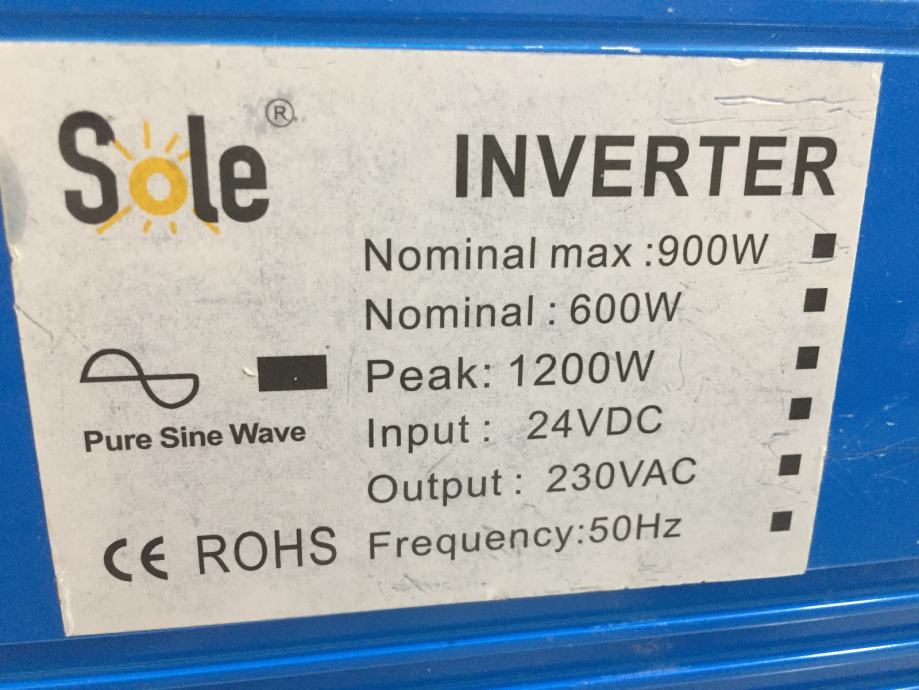 Sole ®
INVERTER
Nominal max :900W
Nominal : 600W
Peak: 1200W
Input : 24VDC
Output : 230VAC
Frequency:50Hz
Pure Sine Wave
CE ROHS